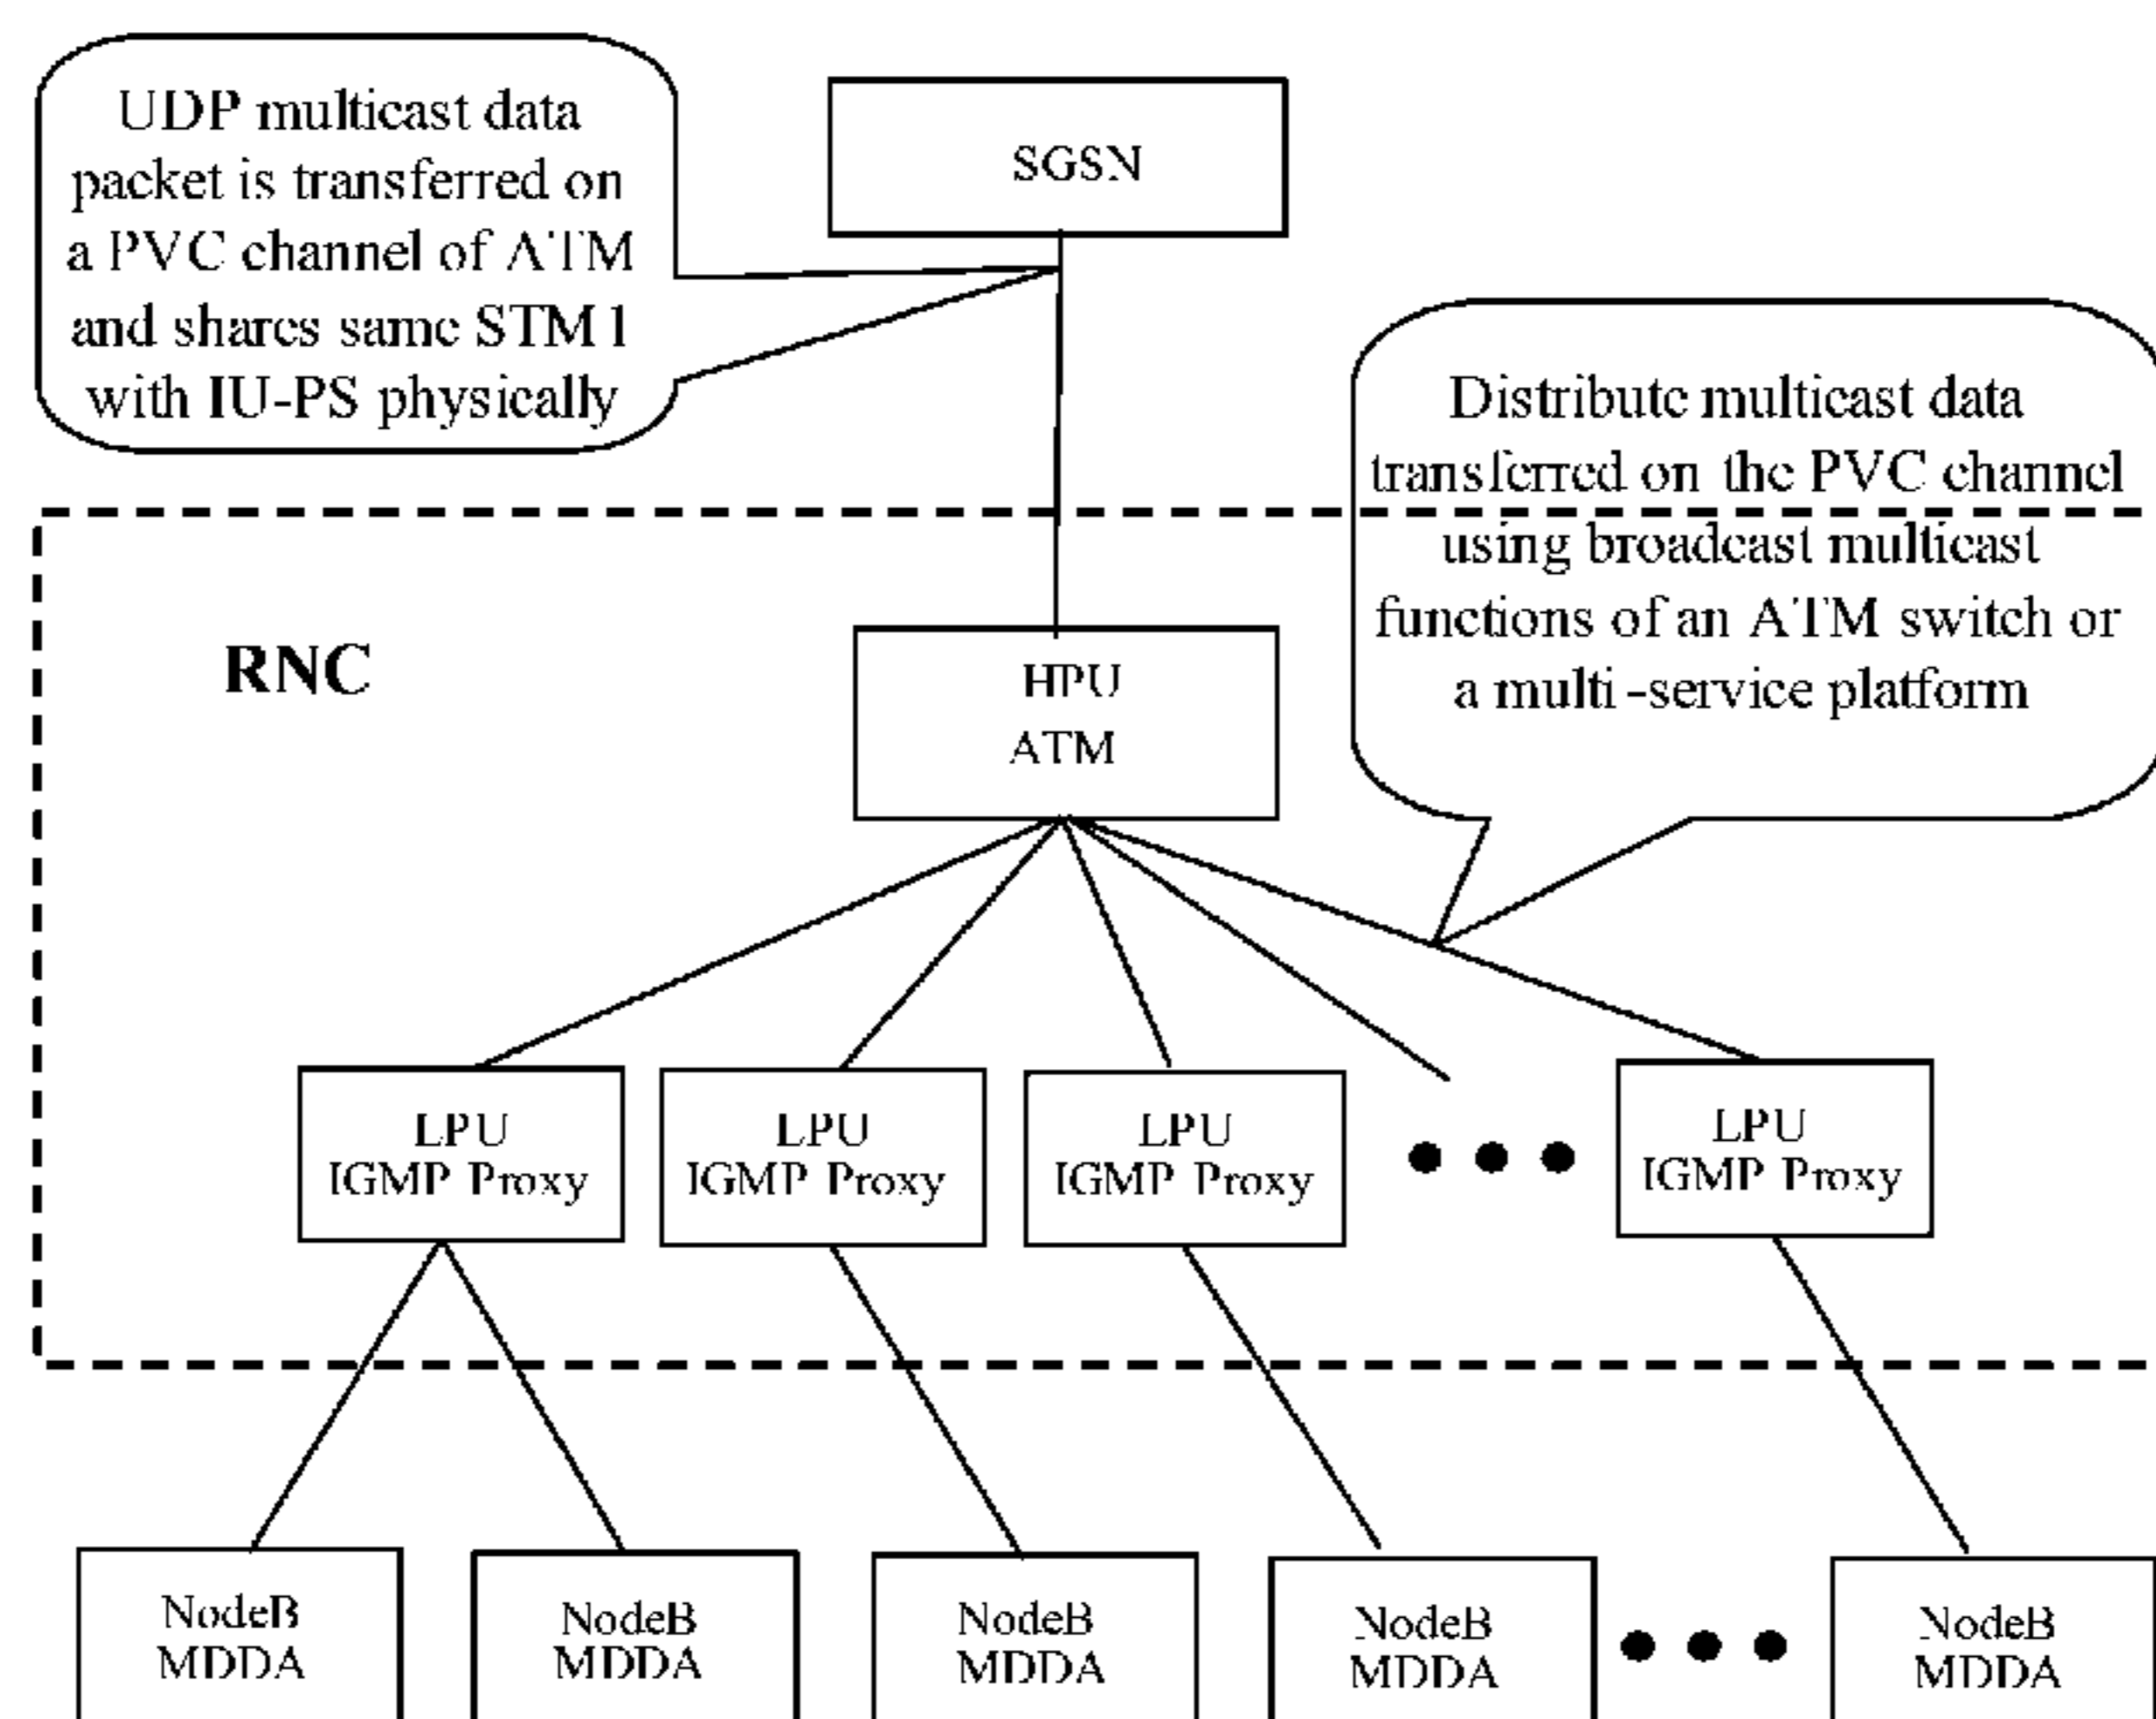 UDP multicast data
packet is transferred on
a PVC channel of ATM
and shares same STM1
with IU-PS physically
SGSN
Distribute multicast data
transferred on the PVC channel
using broadcast multicast
functions of an ATM switch or
a multi-service platform
RNC
HPU
ATM
LPU
IGMP Proxy
LPU
IGMP Proxy
LPU
IGMP Proxy
LPU
IGMP Proxy
NodeB
MDDA
NodeB
MDDA
NodeB
MDDA
NodeB
MDDA
NodeB
MDDA